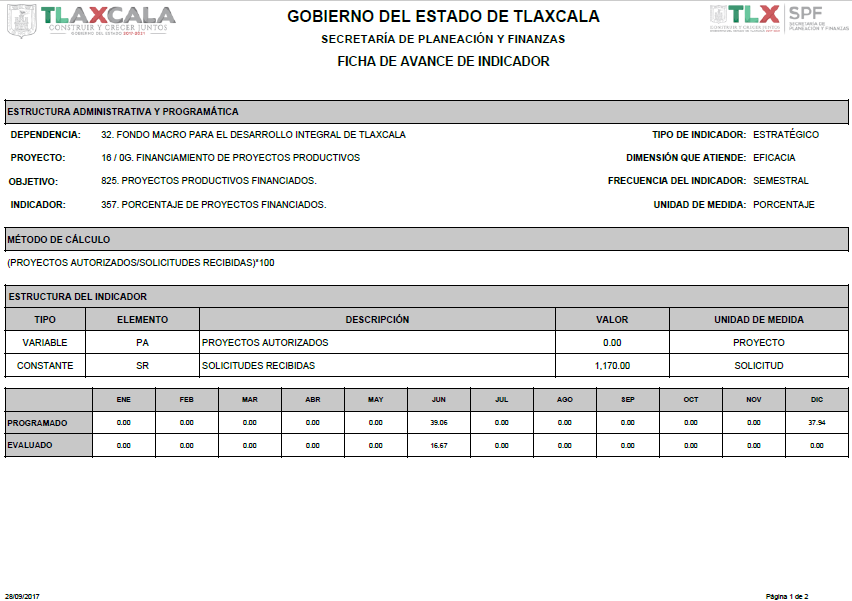 TLAXCALA
CONSTRUIR Y CRECER JUNTOS
GOBIERNO DEL ESTADO 2017-2021
GOBIERNO DEL ESTADO DE TLAXCALA
SECRETARÍA DE PLANEACIÓN Y FINANZAS
FICHA DE AVANCE DE INDICADOR
TLX SPF
SECRETARÍA DE
PLANEACIÓN Y FINANZAS
ESTRUCTURA ADMINISTRATIVA Y PROGRAMÁTICA
DEPENDENCIA: 32. FONDO MACRO PARA EL DESARROLLO INTEGRAL DE TLAXCALA TIPO DE INDICADOR: ESTRATÉGICO
PROYECTO: 16 / 0G. FINANCIAMIENTO DE PROYECTOS PRODUCTIVOS DIMENSIÓN QUE ATIENDE: EFICACIA
OBJETIVO: 825. PROYECTOS PRODUCTIVOS FINANCIADOS. FRECUENCIA DEL INDICADOR: SEMESTRAL
INDICADOR: 357. PORCENTAJE DE PROYECTOS FINANCIADOS. UNIDAD DE MEDIDA: PORCENTAJE
MÉTODO DE CÁLCULO
(PROYECTOS AUTORIZADOS/SOLICITUDES RECIBIDAS)*100
ESTRUCTURA DEL INDICADOR
TIPO ELEMENTO DESCRIPCIÓN VALOR UNIDAD DE MEDIDA
VARIABLE PA PROYECTOS AUTORIZADOS 0.00 PROYECTO
CONSTANTE SR SOLICITUDES RECIBIDAS 1,170.00 SOLICITUD
ENE FEB MAR ABR MAY JUN JUL AGO SEP OCT NOV DIC
PROGRAMADO 0.00 0.00 0.00 0.00 0.00 39.06 0.00 0.00 0.00 0.00 0.00 37.94
EVALUADO 0.00 0.00 0.00 0.00 0.00 16.67 0.00 0.00 0.00 0.00 0.00 0.00
28/09/2017 Página 1 de 2